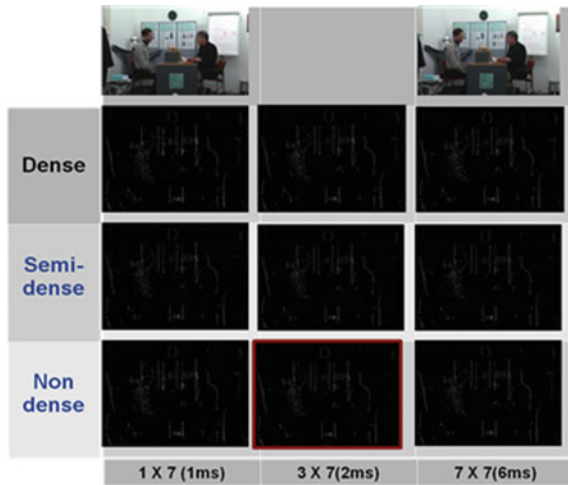 Dense
Semi-
dense
Non
dense
1 X 7 (1ms)
3 X 7(2ms)
7 X 7(6ms)